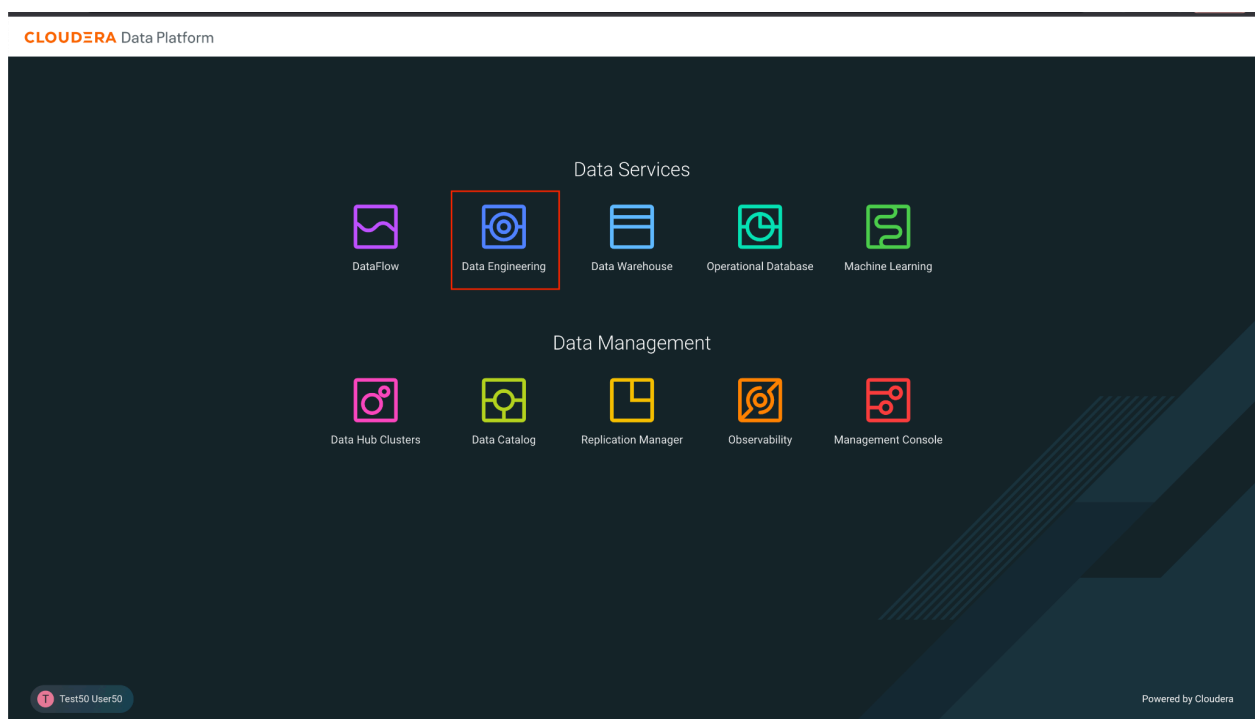 CLOUDERA Data Platform
Data Services
DataFlow
Data Engineering
Data Warehouse
Operational Database
Machine Learning
Data Management
Data Hub Clusters
Data Catalog
Replication Manager
Observability
Management Console
T Test50 User50
Powered by Cloudera